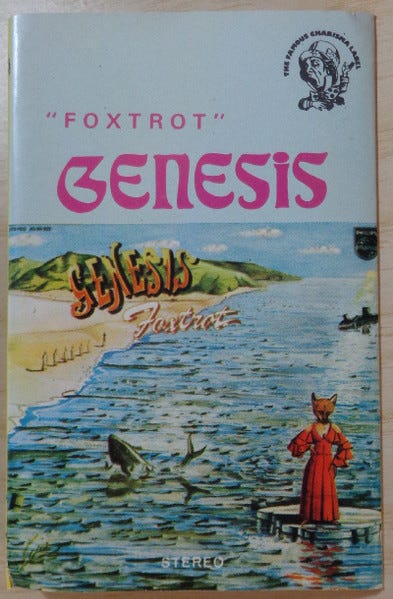 THE FAMOUS CHARISMA LABEL
"FOXTROT"
GENESIS
GENESIS
Foxtrot
STEREO